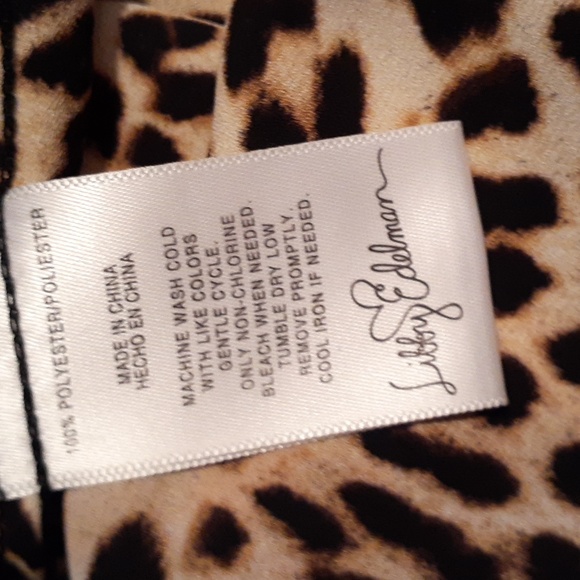 100% POLYESTER/POLIESTER
MADE IN CHINA
HECHO EN CHINA
MACHINE WASH COLD
WITH LIKE COLORS
GENTLE CYCLE.
ONLY NON-CHLORINE
BLEACH WHEN NEEDED.
TUMBLE DRY LOW
REMOVE PROMPTLY.
COOL IRON IF NEEDED.
Libby Edelman